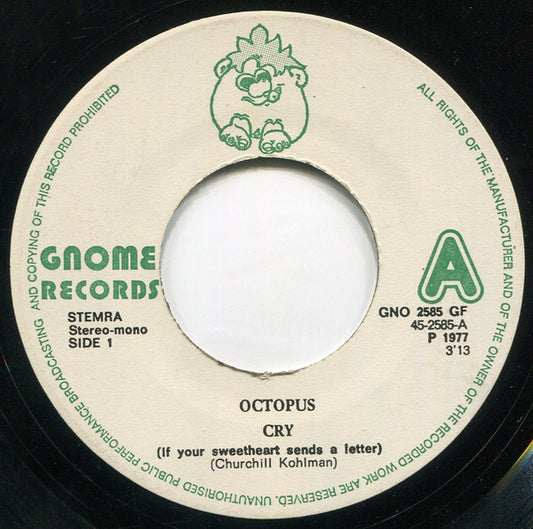 ALL RIGHTS OF THE MANUFACTURER AND OF THE OWNER OF THE RECORDED WORK ARE RESERVED. UNAUTHORISED PUBLIC PERFORMANCE BROADCASTING AND COPYING OF THIS RECORD PROHIBITED
GNOME
RECORDS
STEMRA
Stereo-mono
SIDE 1
A
GNO 2585 GF
45-2585-A
P 1977
3'13
OCTOPUS
CRY
(If your sweetheart sends a letter)
(Churchill Kohlman)